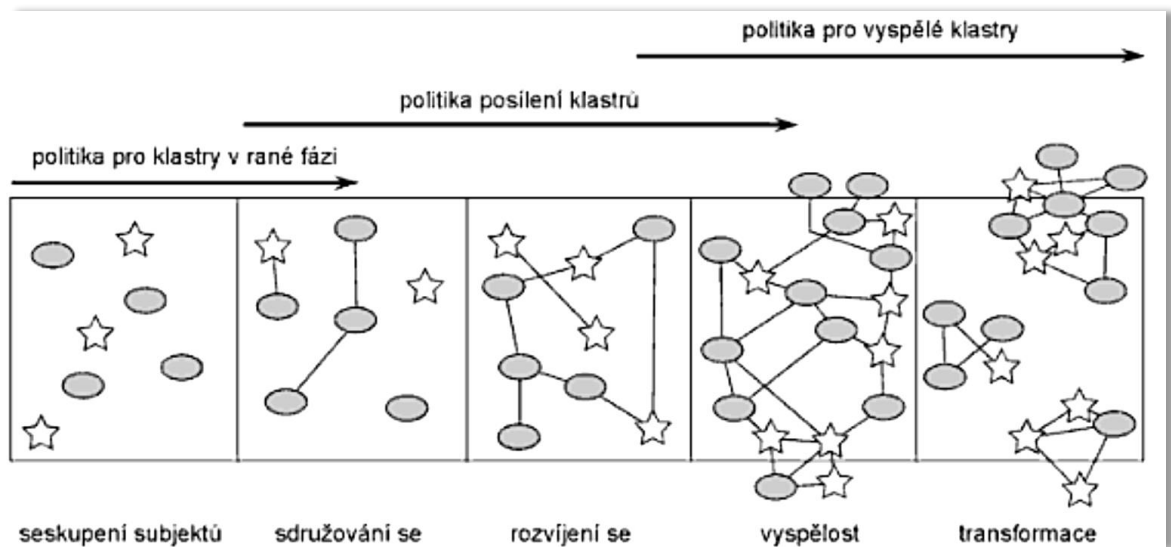 politika pro vyspělé klastry
politika posílení klastrů
politika pro klastry v rané fázi
seskupení subjektů
sdružování se
rozvíjení se
vyspělost
transformace